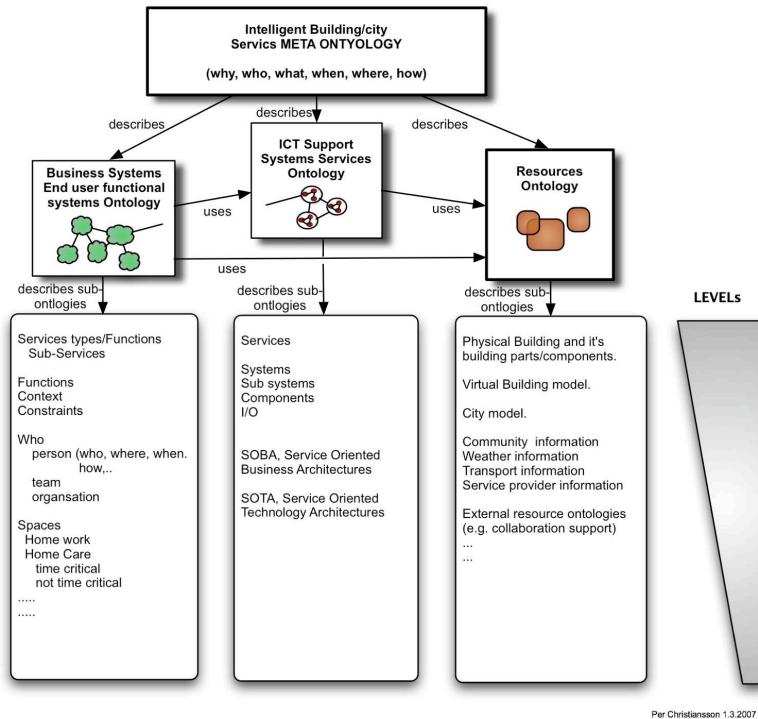 Intelligent Building/city
Servics META ONTYOLOGY
(why, who, what, when, where, how)
describes
describes
describes
Business Systems
End user functional
systems Ontology
ICT Support
Systems Services
Ontology
Resources
Ontology
uses
uses
uses
describes sub-
ontlogies
describes sub-
ontlogies
describes sub-
ontlogies
LEVELs
Services types/Functions
Sub-Services
Functions
Context
Constraints
Who
person (who, where, when.
how,..
team
organsation
Spaces
Home work
Home Care
time critical
not time critical
.....
.....
Services
Systems
Sub systems
Components
I/O
SOBA, Service Oriented
Business Architectures
SOTA, Service Oriented
Technology Architectures
Physical Building and it's
building parts/components.
Virtual Building model.
City model.
Community information
Weather information
Transport information
Service provider information
External resource ontologies
(e.g. collaboration support)
...
...
Per Christiansson 1.3.2007